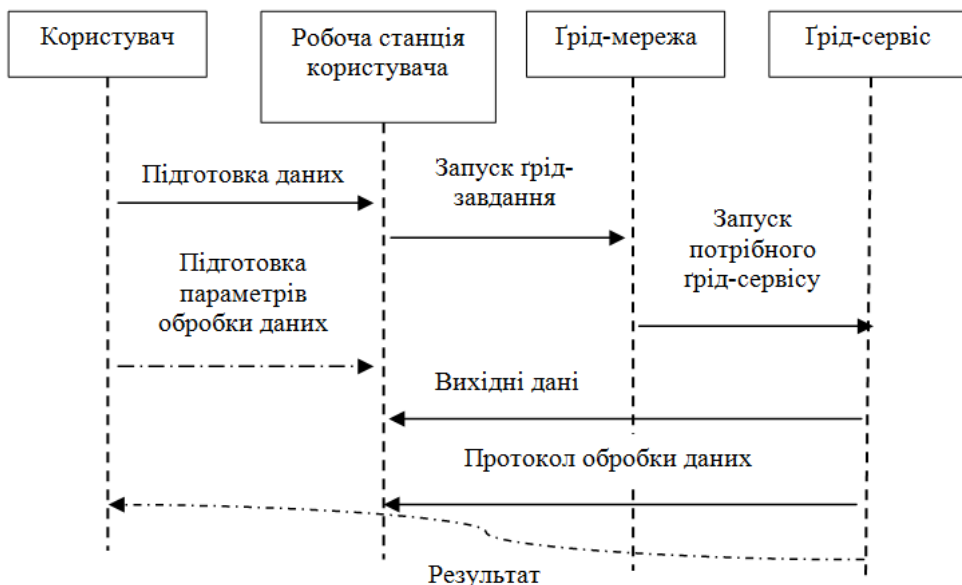 Користувач
Робоча станція
користувача
Ґрід-мережа
Ґрід-сервіс
Підготовка даних
Запуск ґрід-
завдання
Запуск
потрібного
ґрід-сервісу
Підготовка
параметрів
обробки даних
Вихідні дані
Протокол обробки даних
Результат